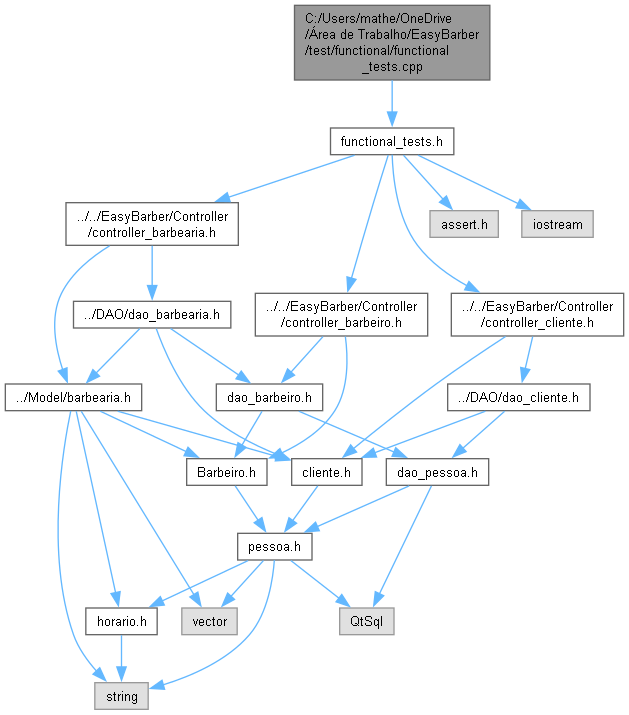 C:/Users/mathe/OneDrive
/Área de Trabalho/EasyBarber
/test/functional/functional
_tests.cpp
functional_tests.h
../../EasyBarber/Controller
/controller_barbearia.h
assert.h
iostream
../DAO/dao_barbearia.h
../../EasyBarber/Controller
/controller_barbeiro.h
../../EasyBarber/Controller
/controller_cliente.h
../Model/barbearia.h
dao_barbeiro.h
../DAO/dao_cliente.h
Barbeiro.h
cliente.h
dao_pessoa.h
pessoa.h
horario.h
vector
QtSql
string